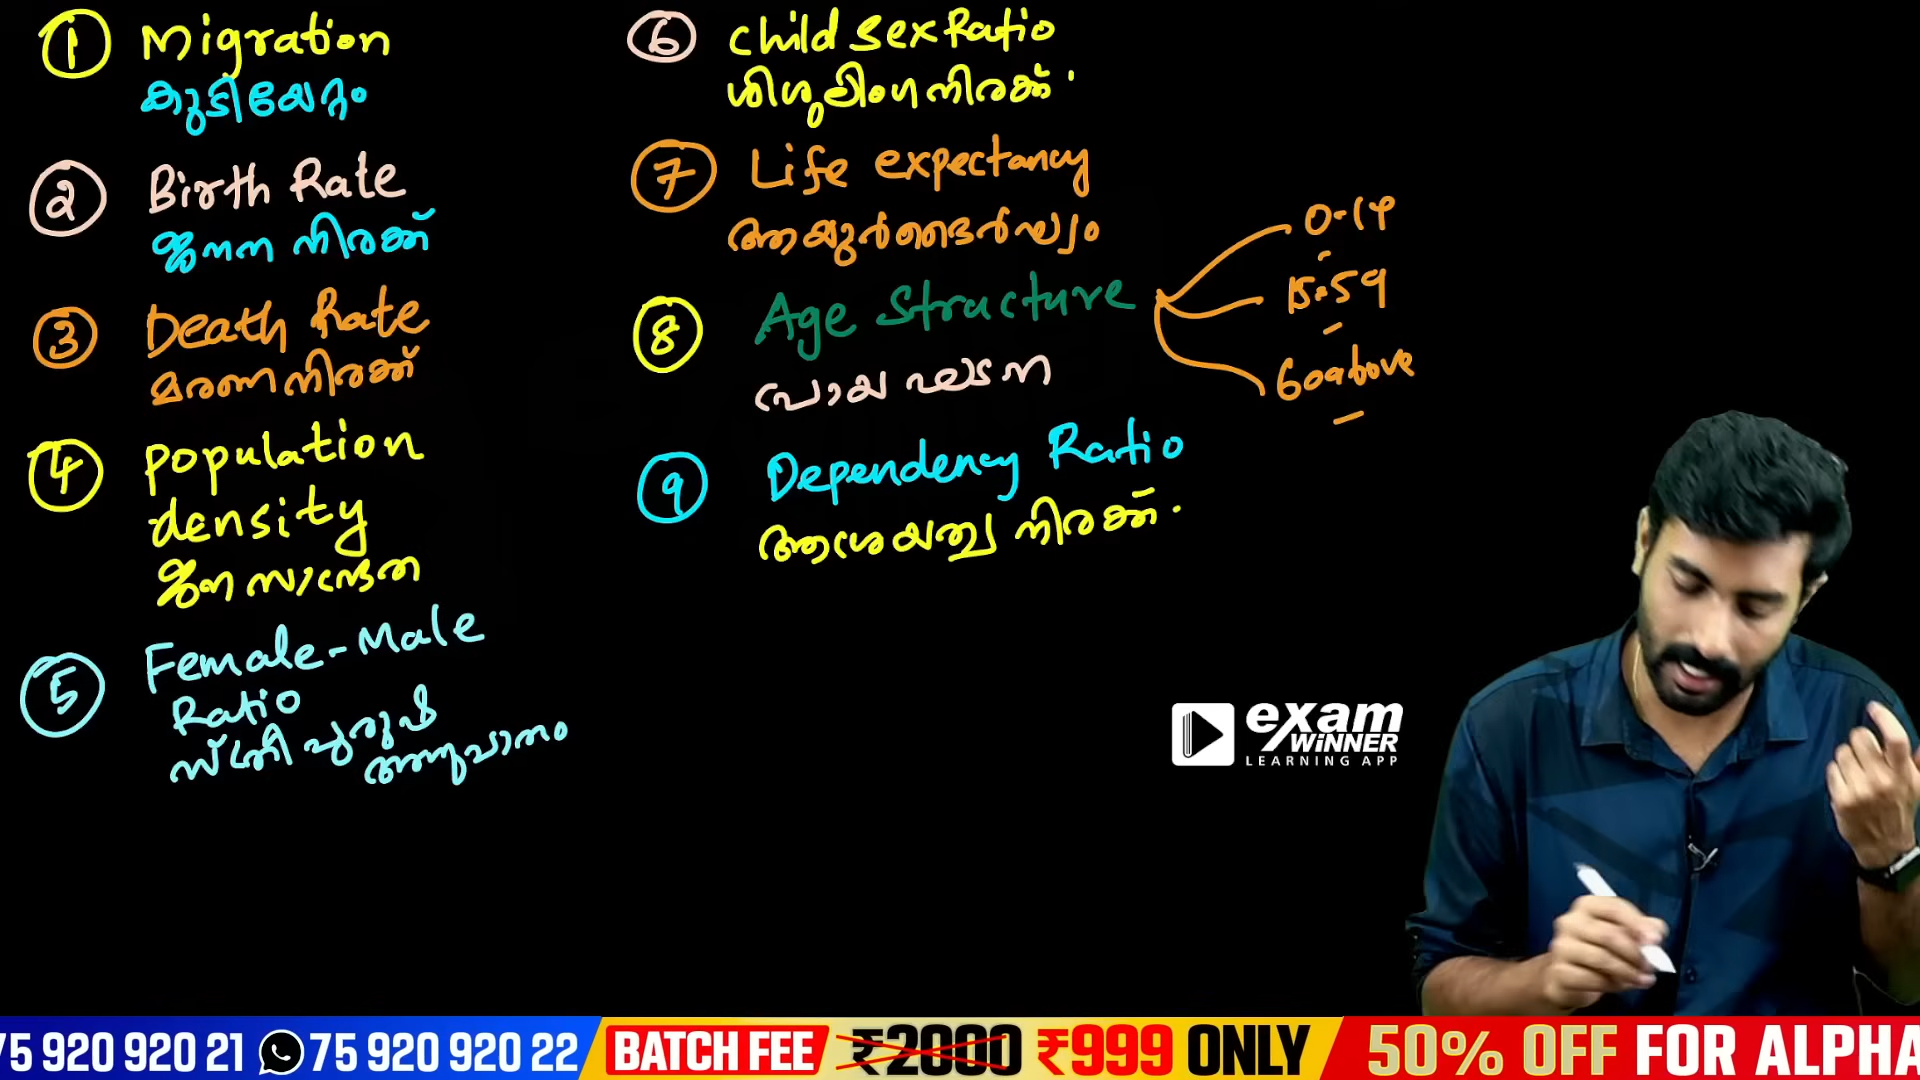 1 Migration
കുടിയേറ്റം
2 Birth Rate
ജനന നിരക്ക്
3 Death Rate
മരണനിരക്ക്
4 Population
density
ജനസാന്ദ്രത
5 Female-Male
Ratio
സ്ത്രീ പുരുഷ
അനുപാതം
6 Child Sex Ratio
ശിശുലിംഗനിരക്ക്
7 Life expectancy
ആയുർദൈർഘ്യം
8 Age Structure
പ്രായഘടന
0-14
15-59
60 above
9 Dependency Ratio
ആശ്രയത്വ നിരക്ക്.
exam
WINNER
LEARNING APP
75 920 920 21 75 920 920 22 BATCH FEE ₹2000 ₹999 ONLY 50% OFF FOR ALPHA